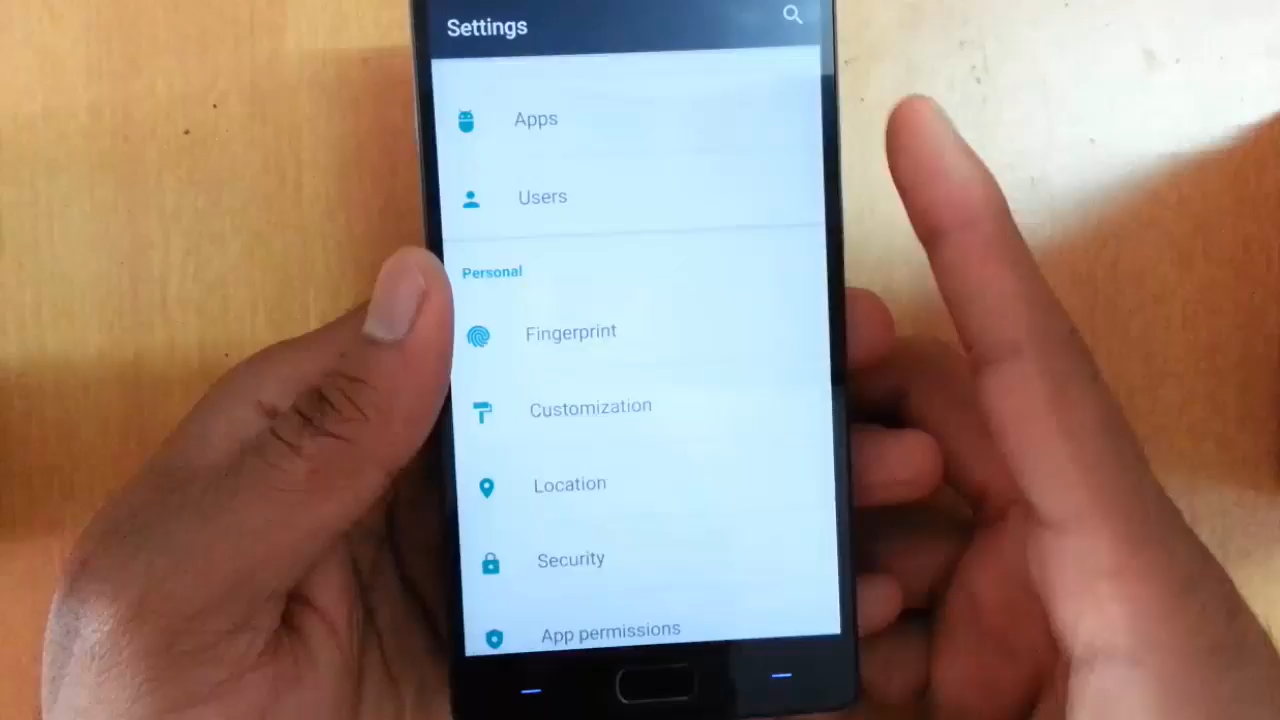 Settings
Apps
Users
Personal
Fingerprint
Customization
Location
Security
App permissions